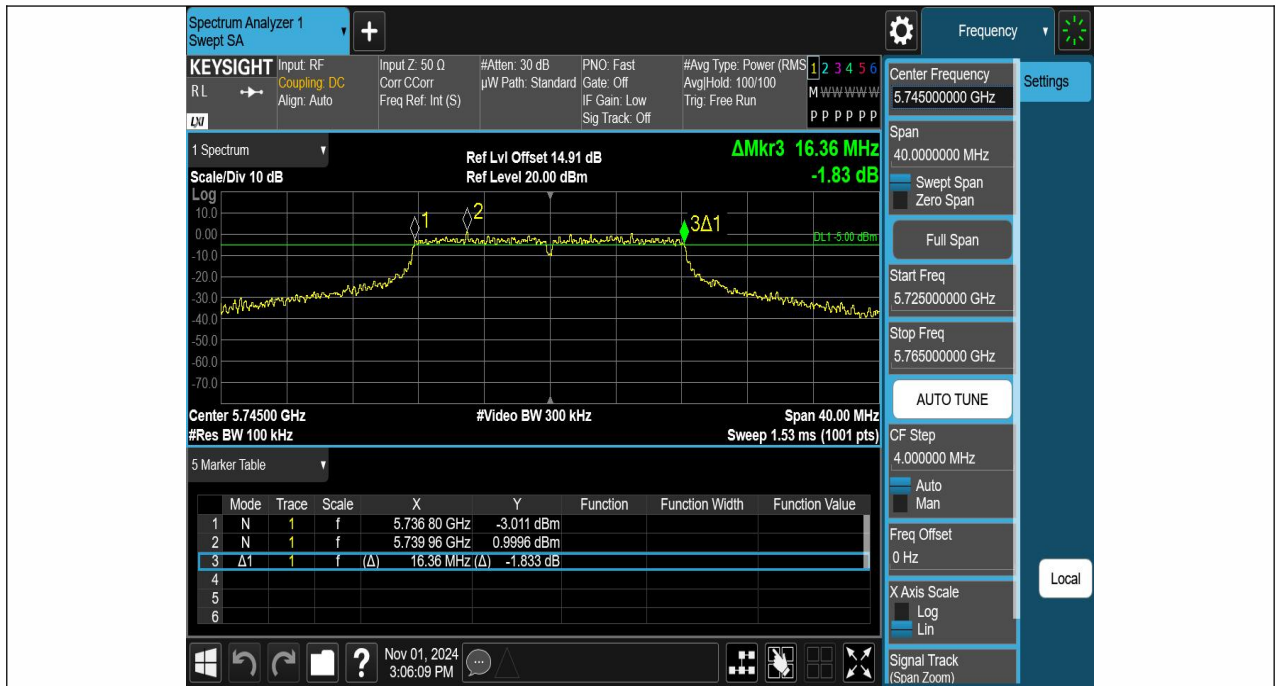 Spectrum Analyzer 1
Swept SA
+
Frequency
KEYSIGHT
RL
LXI
Input: RF
Coupling: DC
Align: Auto
Input Z: 50 Ω
Corr CCorr
Freq Ref: Int (S)
#Atten: 30 dB
µW Path: Standard
PNO: Fast
Gate: Off
IF Gain: Low
Sig Track: Off
#Avg Type: Power (RMS
Avg|Hold: 100/100
Trig: Free Run
1 2 3 4 5 6
M W W W W W
P P P P P P
1 Spectrum
Scale/Div 10 dB
Ref Lvl Offset 14.91 dB
Ref Level 20.00 dBm
ΔMkr3 16.36 MHz
-1.83 dB
Log
10.0
0.00
-10.0
-20.0
-30.0
-40.0
-50.0
-60.0
-70.0
1
2
3Δ1
DL1 -5.00 dBm
Center 5.74500 GHz
#Video BW 300 kHz
Span 40.00 MHz
#Res BW 100 kHz
Sweep 1.53 ms (1001 pts)
5 Marker Table
Mode Trace Scale X Y Function Function Width Function Value
1 N 1 f 5.736 80 GHz -3.011 dBm
2 N 1 f 5.739 96 GHz 0.9996 dBm
3 Δ1 1 f (Δ) 16.36 MHz (Δ) -1.833 dB
4
5
6
?
Nov 01, 2024
3:06:09 PM
Center Frequency
5.745000000 GHz
Span
40.0000000 MHz
Swept Span
Zero Span
Full Span
Start Freq
5.725000000 GHz
Stop Freq
5.765000000 GHz
AUTO TUNE
CF Step
4.000000 MHz
Auto
Man
Freq Offset
0 Hz
X Axis Scale
Log
Lin
Signal Track
(Span Zoom)
Settings
Local